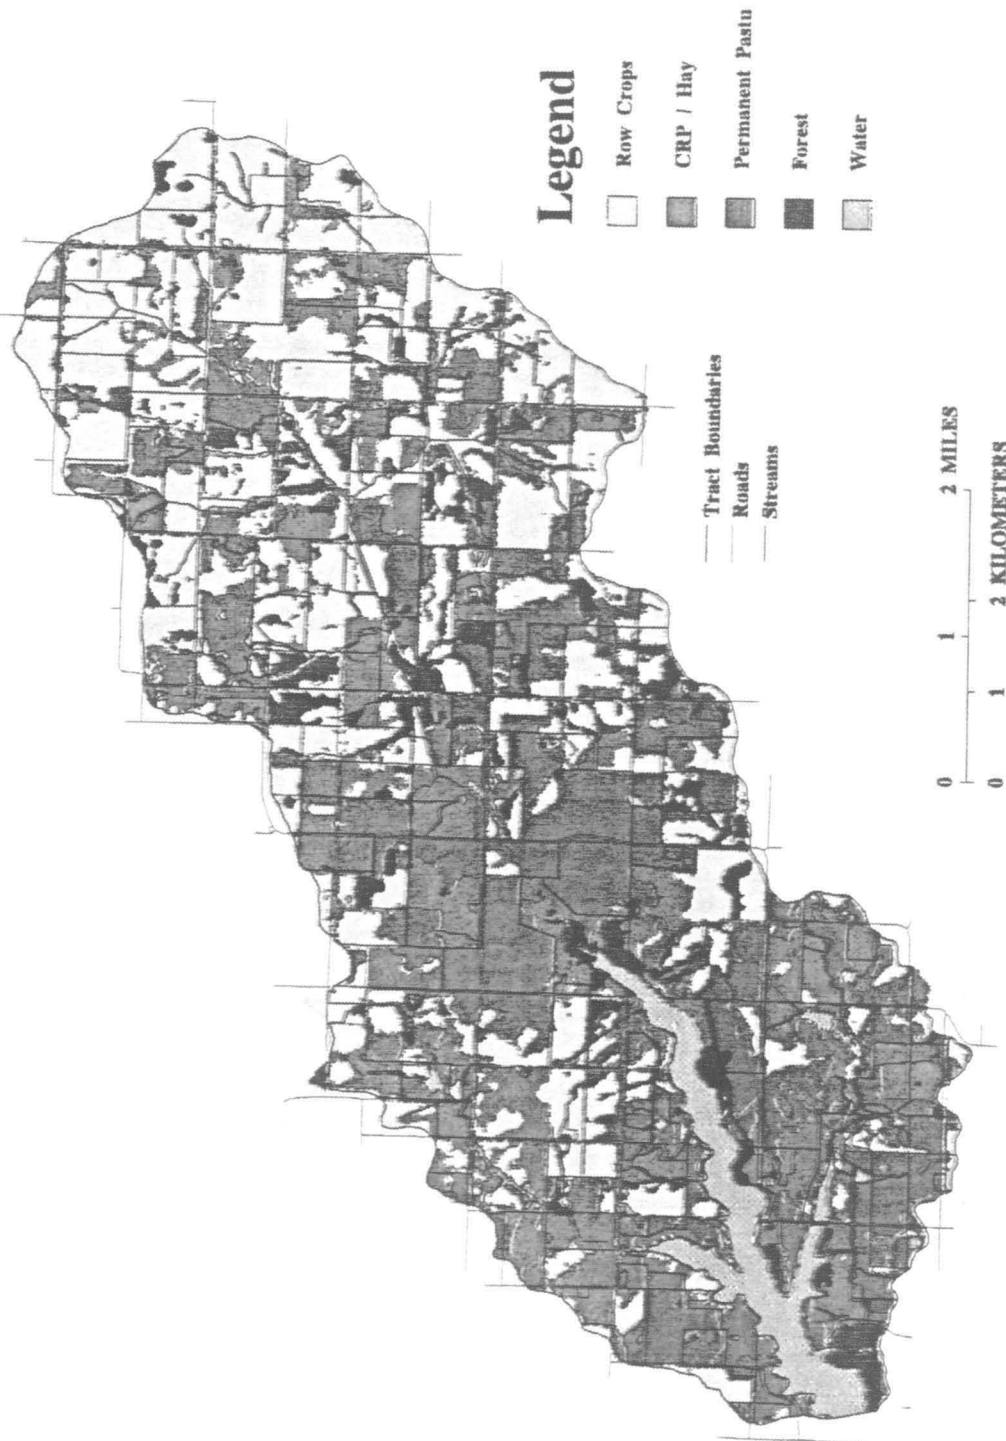 Legend
Row Crops
CRP / Hay
Permanent Pastu
Forest
Water
Tract Boundaries
Roads
Streams
0 1 2 MILES
0 1 2 KILOMETERS